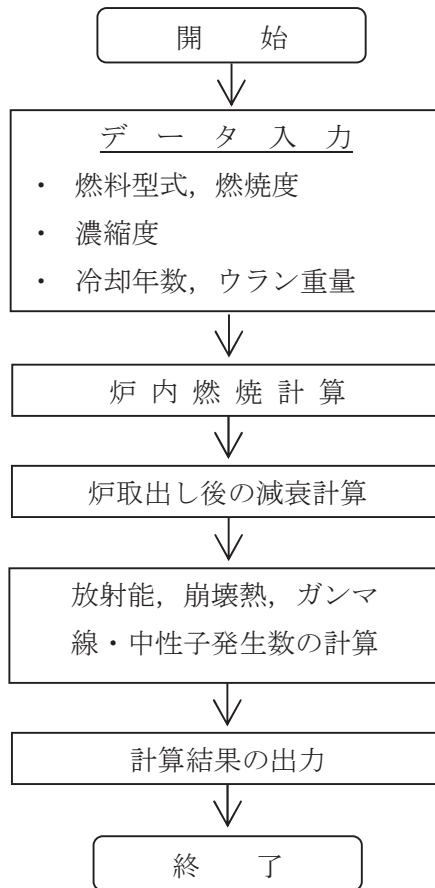 開 始
デ ー タ 入 力
・ 燃料型式，燃焼度
・ 濃縮度
・ 冷却年数，ウラン重量
炉 内 燃 焼 計 算
炉取出し後の減衰計算
放射能，崩壊熱，ガンマ
線・中性子発生数の計算
計算結果の出力
終 了